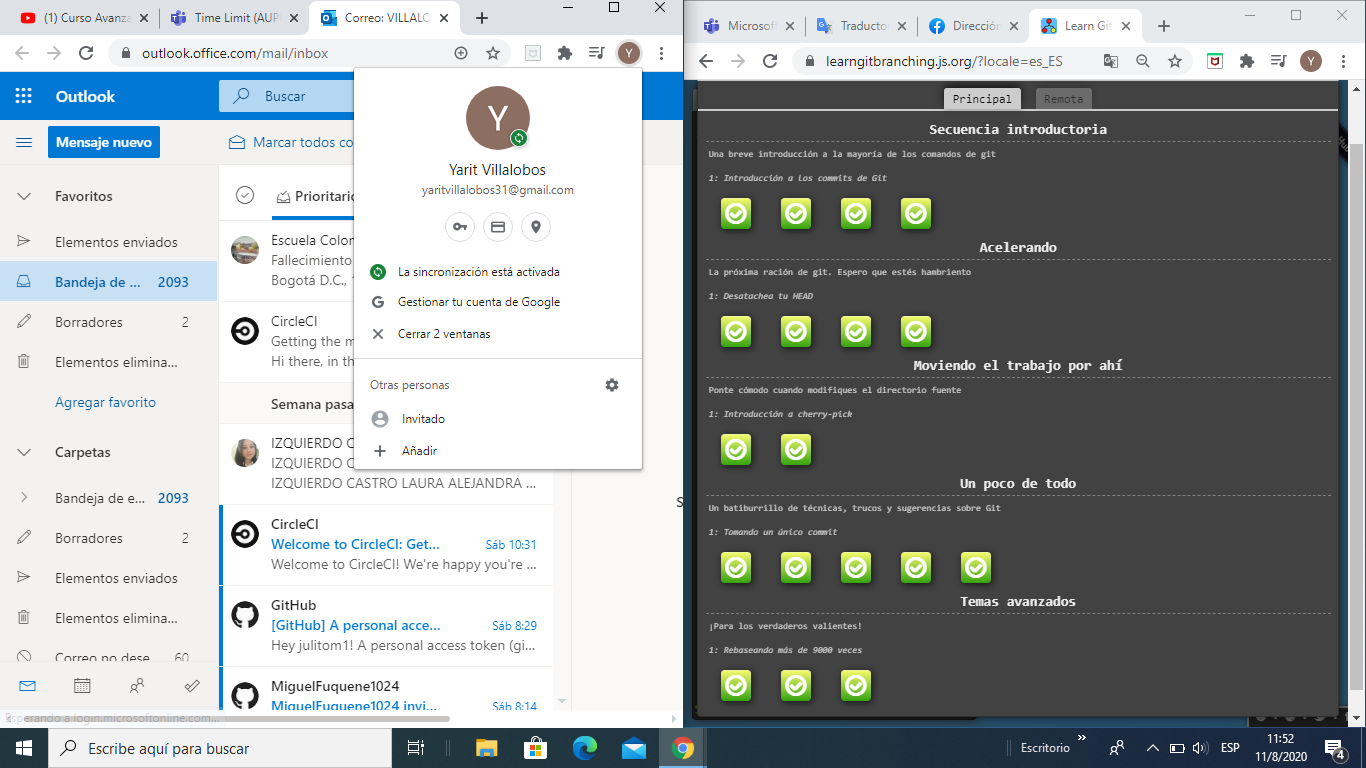 (1) Curso Avanza
Time Limit (AUP
Correo: VILLALO
outlook.office.com/mail/inbox
Y
Outlook
Buscar
Mensaje nuevo
Marcar todos co
Favoritos
Elementos enviados
Bandeja de ... 2093
Borradores 2
Elementos elimina...
Agregar favorito
Carpetas
Bandeja de e... 2093
Borradores 2
Elementos enviados
Elementos elimina...
Correo no dese 60
Esperando a login.microsoftonline.com...
Prioritario
Escuela Colon
Fallecimiento
Bogotá D.C.,
CircleCI
Getting the m
Hi there, in th
Semana pasa
IZQUIERDO C
IZQUIERDO C
IZQUIERDO CASTRO LAURA ALEJANDRA ...
CircleCI
Welcome to CircleCI: Get... Sáb 10:31
Welcome to CircleCI! We're happy you're ...
GitHub
[GitHub] A personal acce... Sáb 8:29
Hey julitom1! A personal access token (gi...
MiguelFuquene1024
MiguelFuquene1024 invi... Sáb 8:14
S
Y
Yarit Villalobos
yaritvillalobos31@gmail.com
La sincronización está activada
G Gestionar tu cuenta de Google
Cerrar 2 ventanas
Otras personas
Invitado
Añadir
Microsof
Traductor
Dirección
Learn Git
learngitbranching.js.org/?locale=es_ES
Y
Principal Remota
Secuencia introductoria
Una breve introducción a la mayoría de los comandos de git
1: Introducción a los commits de Git
Acelerando
La próxima ración de git. Espero que estés hambriento
1: Desatachea tu HEAD
Moviendo el trabajo por ahí
Ponte cómodo cuando modifiques el directorio fuente
1: Introducción a cherry-pick
Un poco de todo
Un batiburrillo de técnicas, trucos y sugerencias sobre Git
1: Tomando un único commit
Temas avanzados
¡Para los verdaderos valientes!
1: Rebaseando más de 9000 veces
Escribe aquí para buscar
Escritorio
ESP
11:52
11/8/2020
4